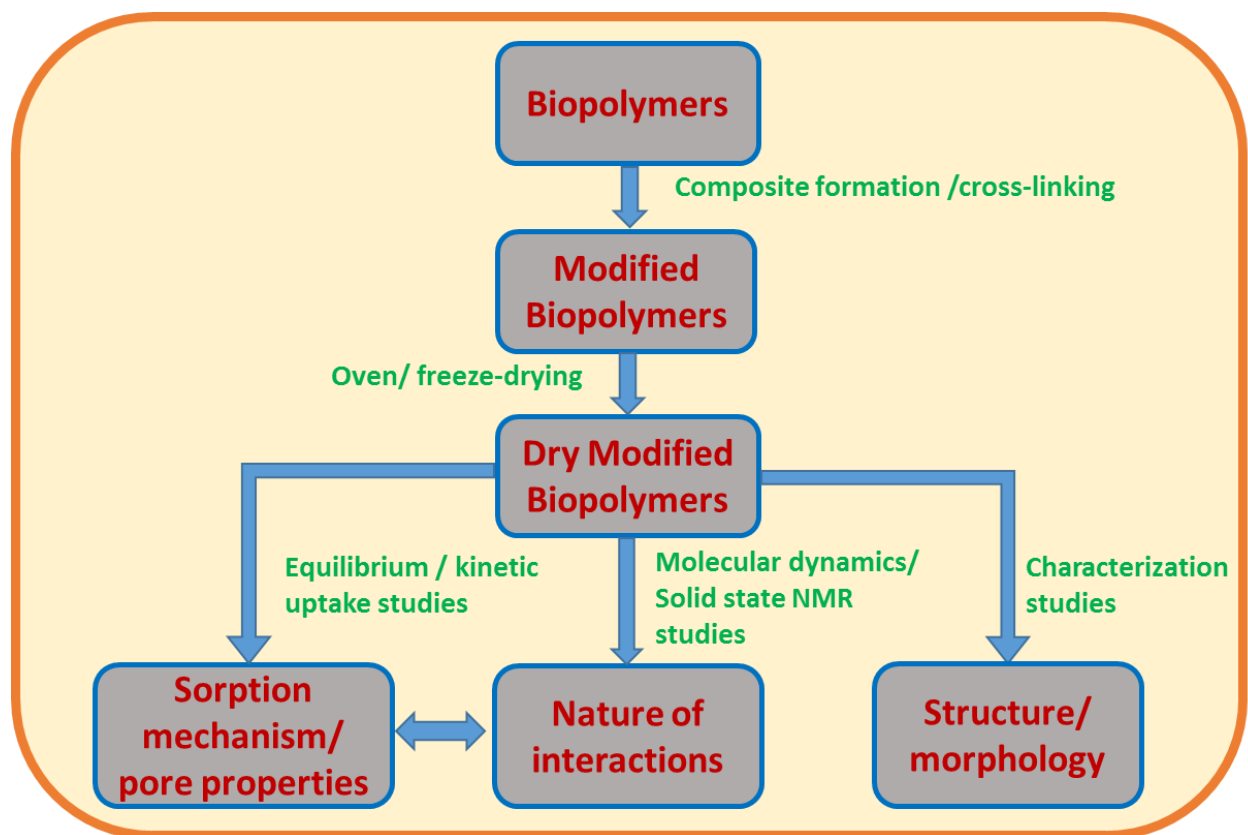 Biopolymers
Composite formation /cross-linking
Modified
Biopolymers
Oven/ freeze-drying
Dry Modified
Biopolymers
Equilibrium / kinetic
uptake studies
Molecular dynamics/
Solid state NMR
studies
Characterization
studies
Sorption
mechanism/
pore properties
Nature of
interactions
Structure/
morphology